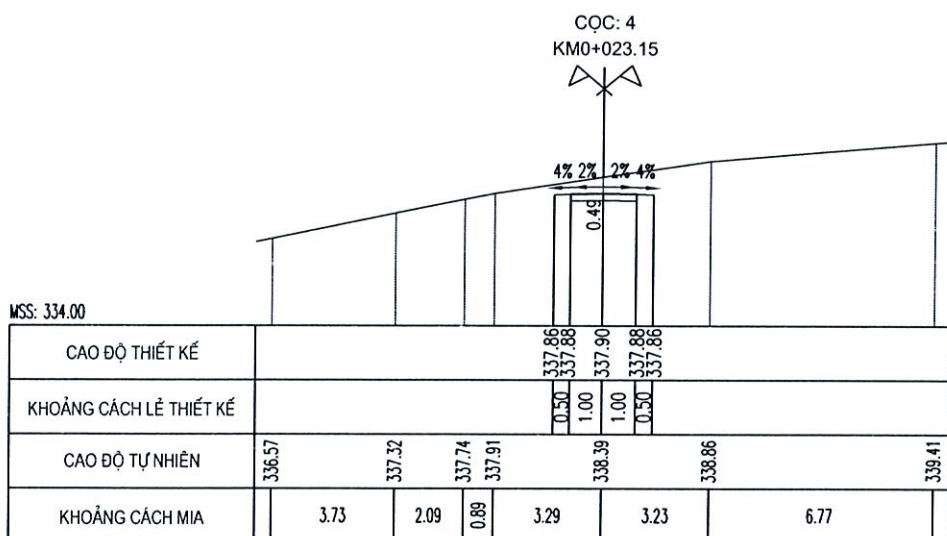 CỌC: 4
KM0+023.15
4% 2% 2% 4%
0.49
MSS: 334.00
CAO ĐỘ THIẾT KẾ 337.86 337.88 337.90 337.88 337.86
KHOẢNG CÁCH LẺ THIẾT KẾ 0.50 1.00 1.00 0.50
CAO ĐỘ TỰ NHIÊN 336.57 337.32 337.74 337.91 338.39 338.86 339.41
KHOẢNG CÁCH MIA 3.73 2.09 0.89 3.29 3.23 6.77